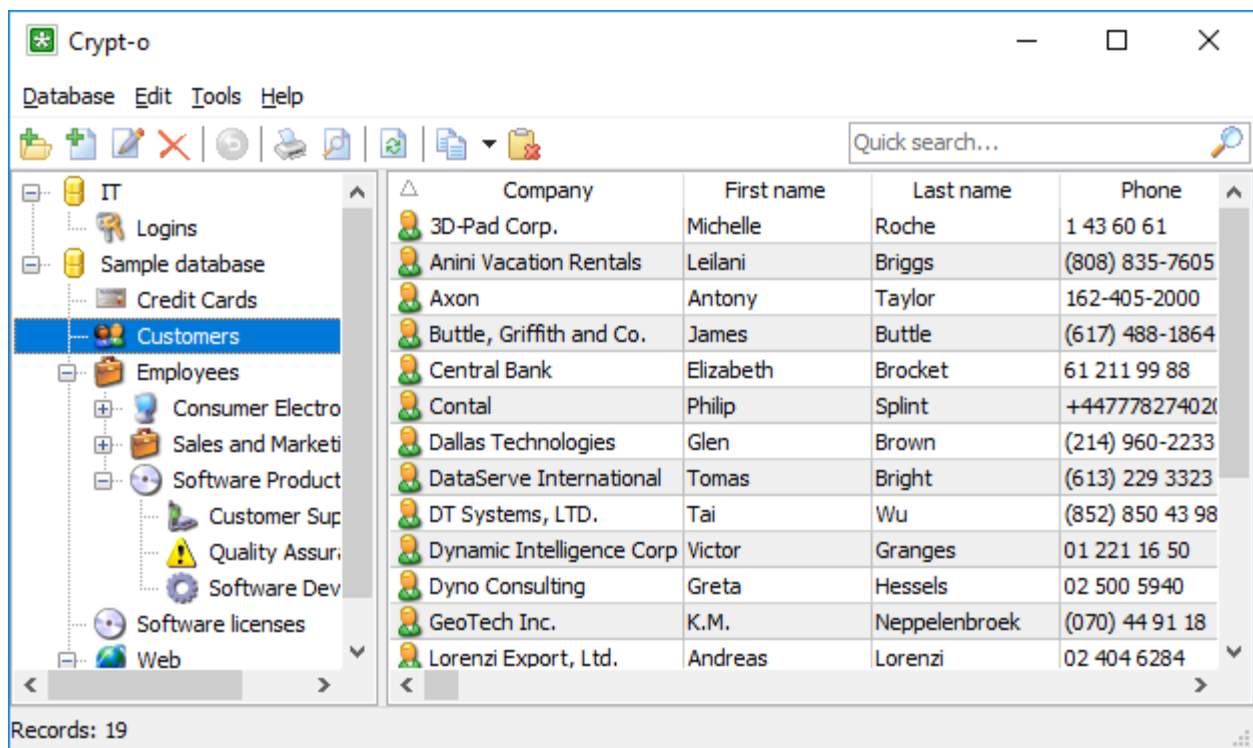 Crypt-o
Database Edit Tools Help
Quick search...
IT
Logins
Sample database
Credit Cards
Customers
Employees
Consumer Electro
Sales and Marketi
Software Product
Customer Sup
Quality Assur
Software Dev
Software licenses
Web
Company First name Last name Phone
3D-Pad Corp. Michelle Roche 1 43 60 61
Anini Vacation Rentals Leilani Briggs (808) 835-7605
Axon Antony Taylor 162-405-2000
Buttle, Griffith and Co. James Buttle (617) 488-1864
Central Bank Elizabeth Brocket 61 211 99 88
Contal Philip Splint +44777827402
Dallas Technologies Glen Brown (214) 960-2233
DataServe International Tomas Bright (613) 229 3323
DT Systems, LTD. Tai Wu (852) 850 43 98
Dynamic Intelligence Corp Victor Granges 01 221 16 50
Dyno Consulting Greta Hessels 02 500 5940
GeoTech Inc. K.M. Neppelenbroek (070) 44 91 18
Lorenzi Export, Ltd. Andreas Lorenzi 02 404 6284
Records: 19